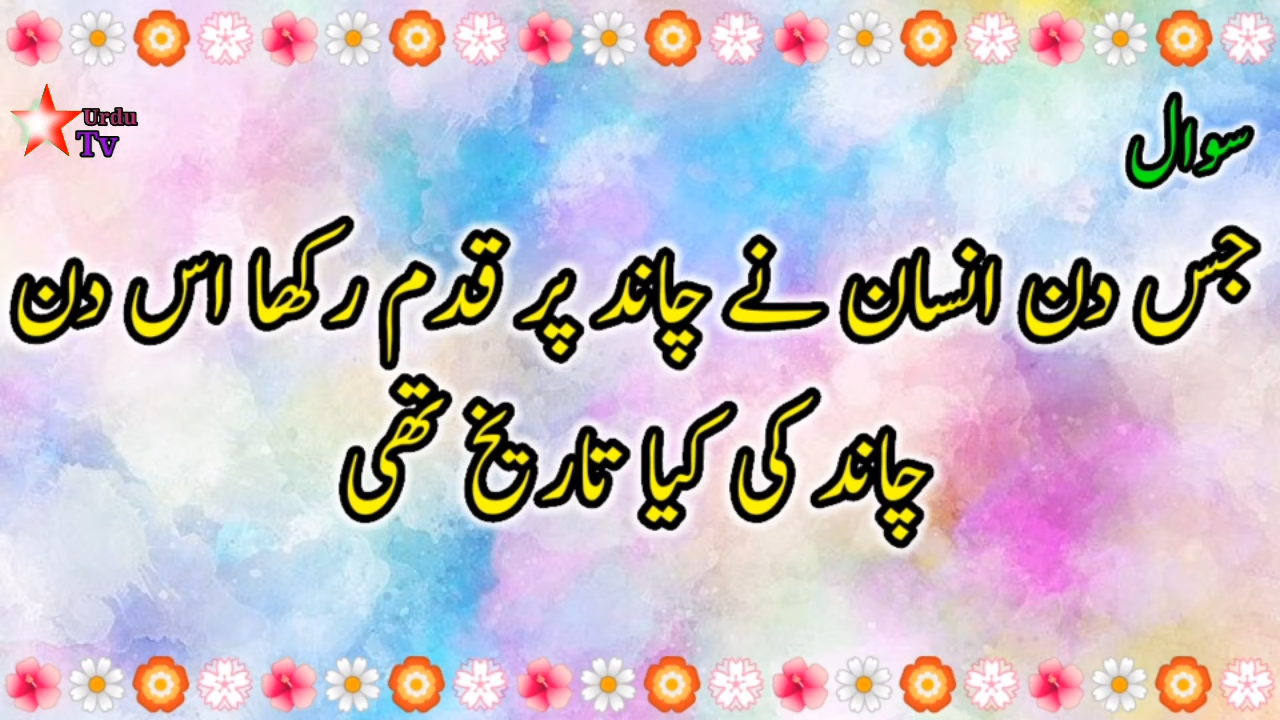 Urdu
Tv
سوال
جس دن انسان نے چاند پر قدم رکھا اس دن
چاند کی کیا تاریخ تھی